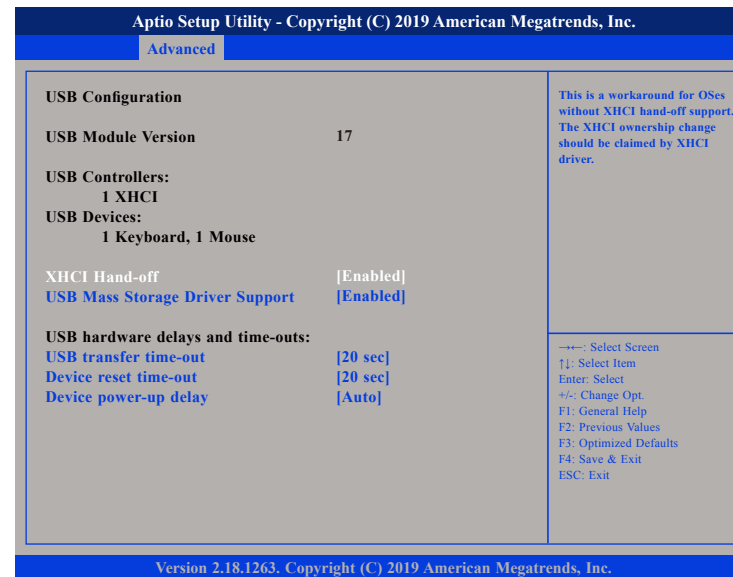 Aptio Setup Utility - Copyright (C) 2019 American Megatrends, Inc.
Advanced
USB Configuration
USB Module Version 17
USB Controllers:
1 XHCI
USB Devices:
1 Keyboard, 1 Mouse
XHCI Hand-off [Enabled]
USB Mass Storage Driver Support [Enabled]
USB hardware delays and time-outs:
USB transfer time-out [20 sec]
Device reset time-out [20 sec]
Device power-up delay [Auto]
This is a workaround for OSes
without XHCI hand-off support.
The XHCI ownership change
should be claimed by XHCI
driver.
→←: Select Screen
↑↓: Select Item
Enter: Select
+/-: Change Opt.
F1: General Help
F2: Previous Values
F3: Optimized Defaults
F4: Save & Exit
ESC: Exit
Version 2.18.1263. Copyright (C) 2019 American Megatrends, Inc.